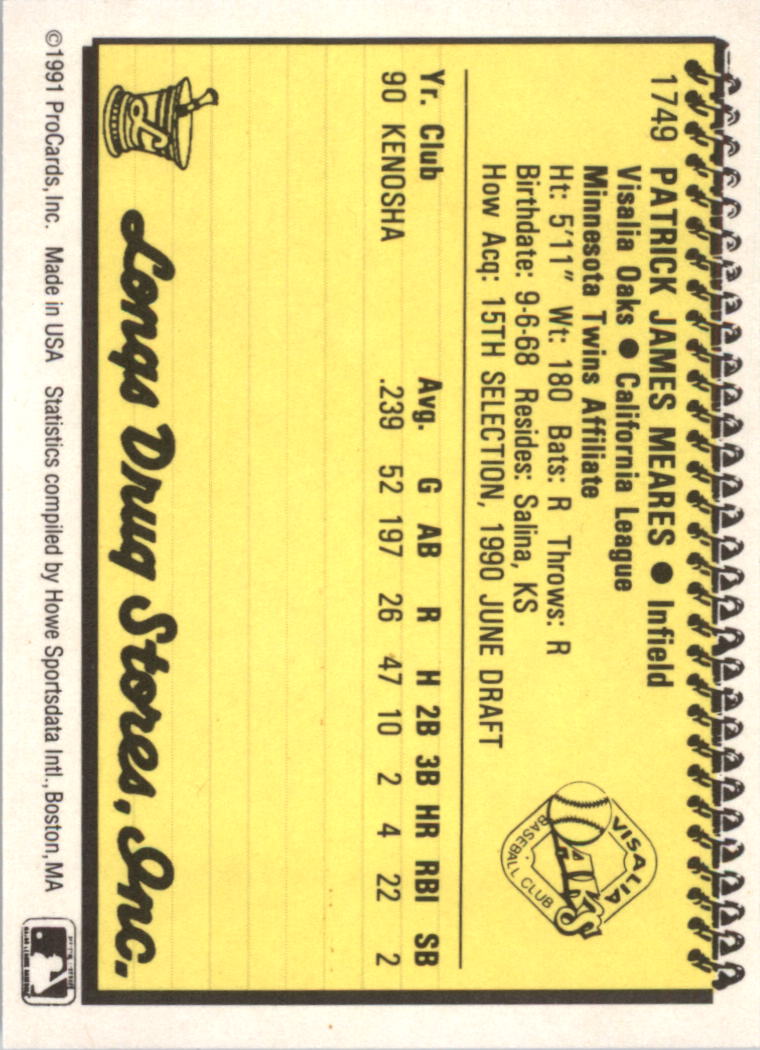 1749 PATRICK JAMES MEARES ● Infield
Visalia Oaks ● California League
Minnesota Twins Affiliate
Ht: 5'11" Wt: 180 Bats: R Throws: R
Birthdate: 9-6-68 Resides: Salina, KS
How Acq: 15TH SELECTION, 1990 JUNE DRAFT
VISALIA
Oaks
BASEBALL CLUB
Yr. Club Avg. G AB R H 2B 3B HR RBI SB
90 KENOSHA .239 52 197 26 47 10 2 4 22 2
Longs Drug Stores, Inc.
©1991 ProCards, Inc. Made in USA Statistics compiled by Howe Sportsdata Intl., Boston, MA